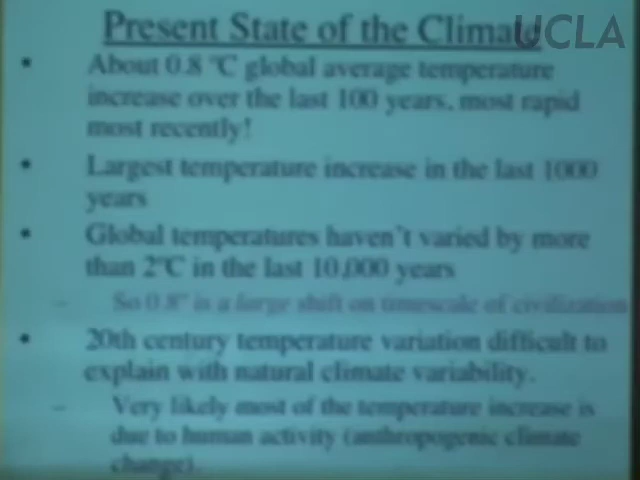 Present State of the Climate
UCLA
• About 0.8 °C global average temperature
increase over the last 100 years, most rapid
most recently!
• Largest temperature increase in the last 1000
years
• Global temperatures haven't varied by more
than 2°C in the last 10,000 years
– So 0.8° is a large shift on timescale of civilization
• 20th century temperature variation difficult to
explain with natural climate variability.
– Very likely most of the temperature increase is
due to human activity (anthropogenic climate
change).